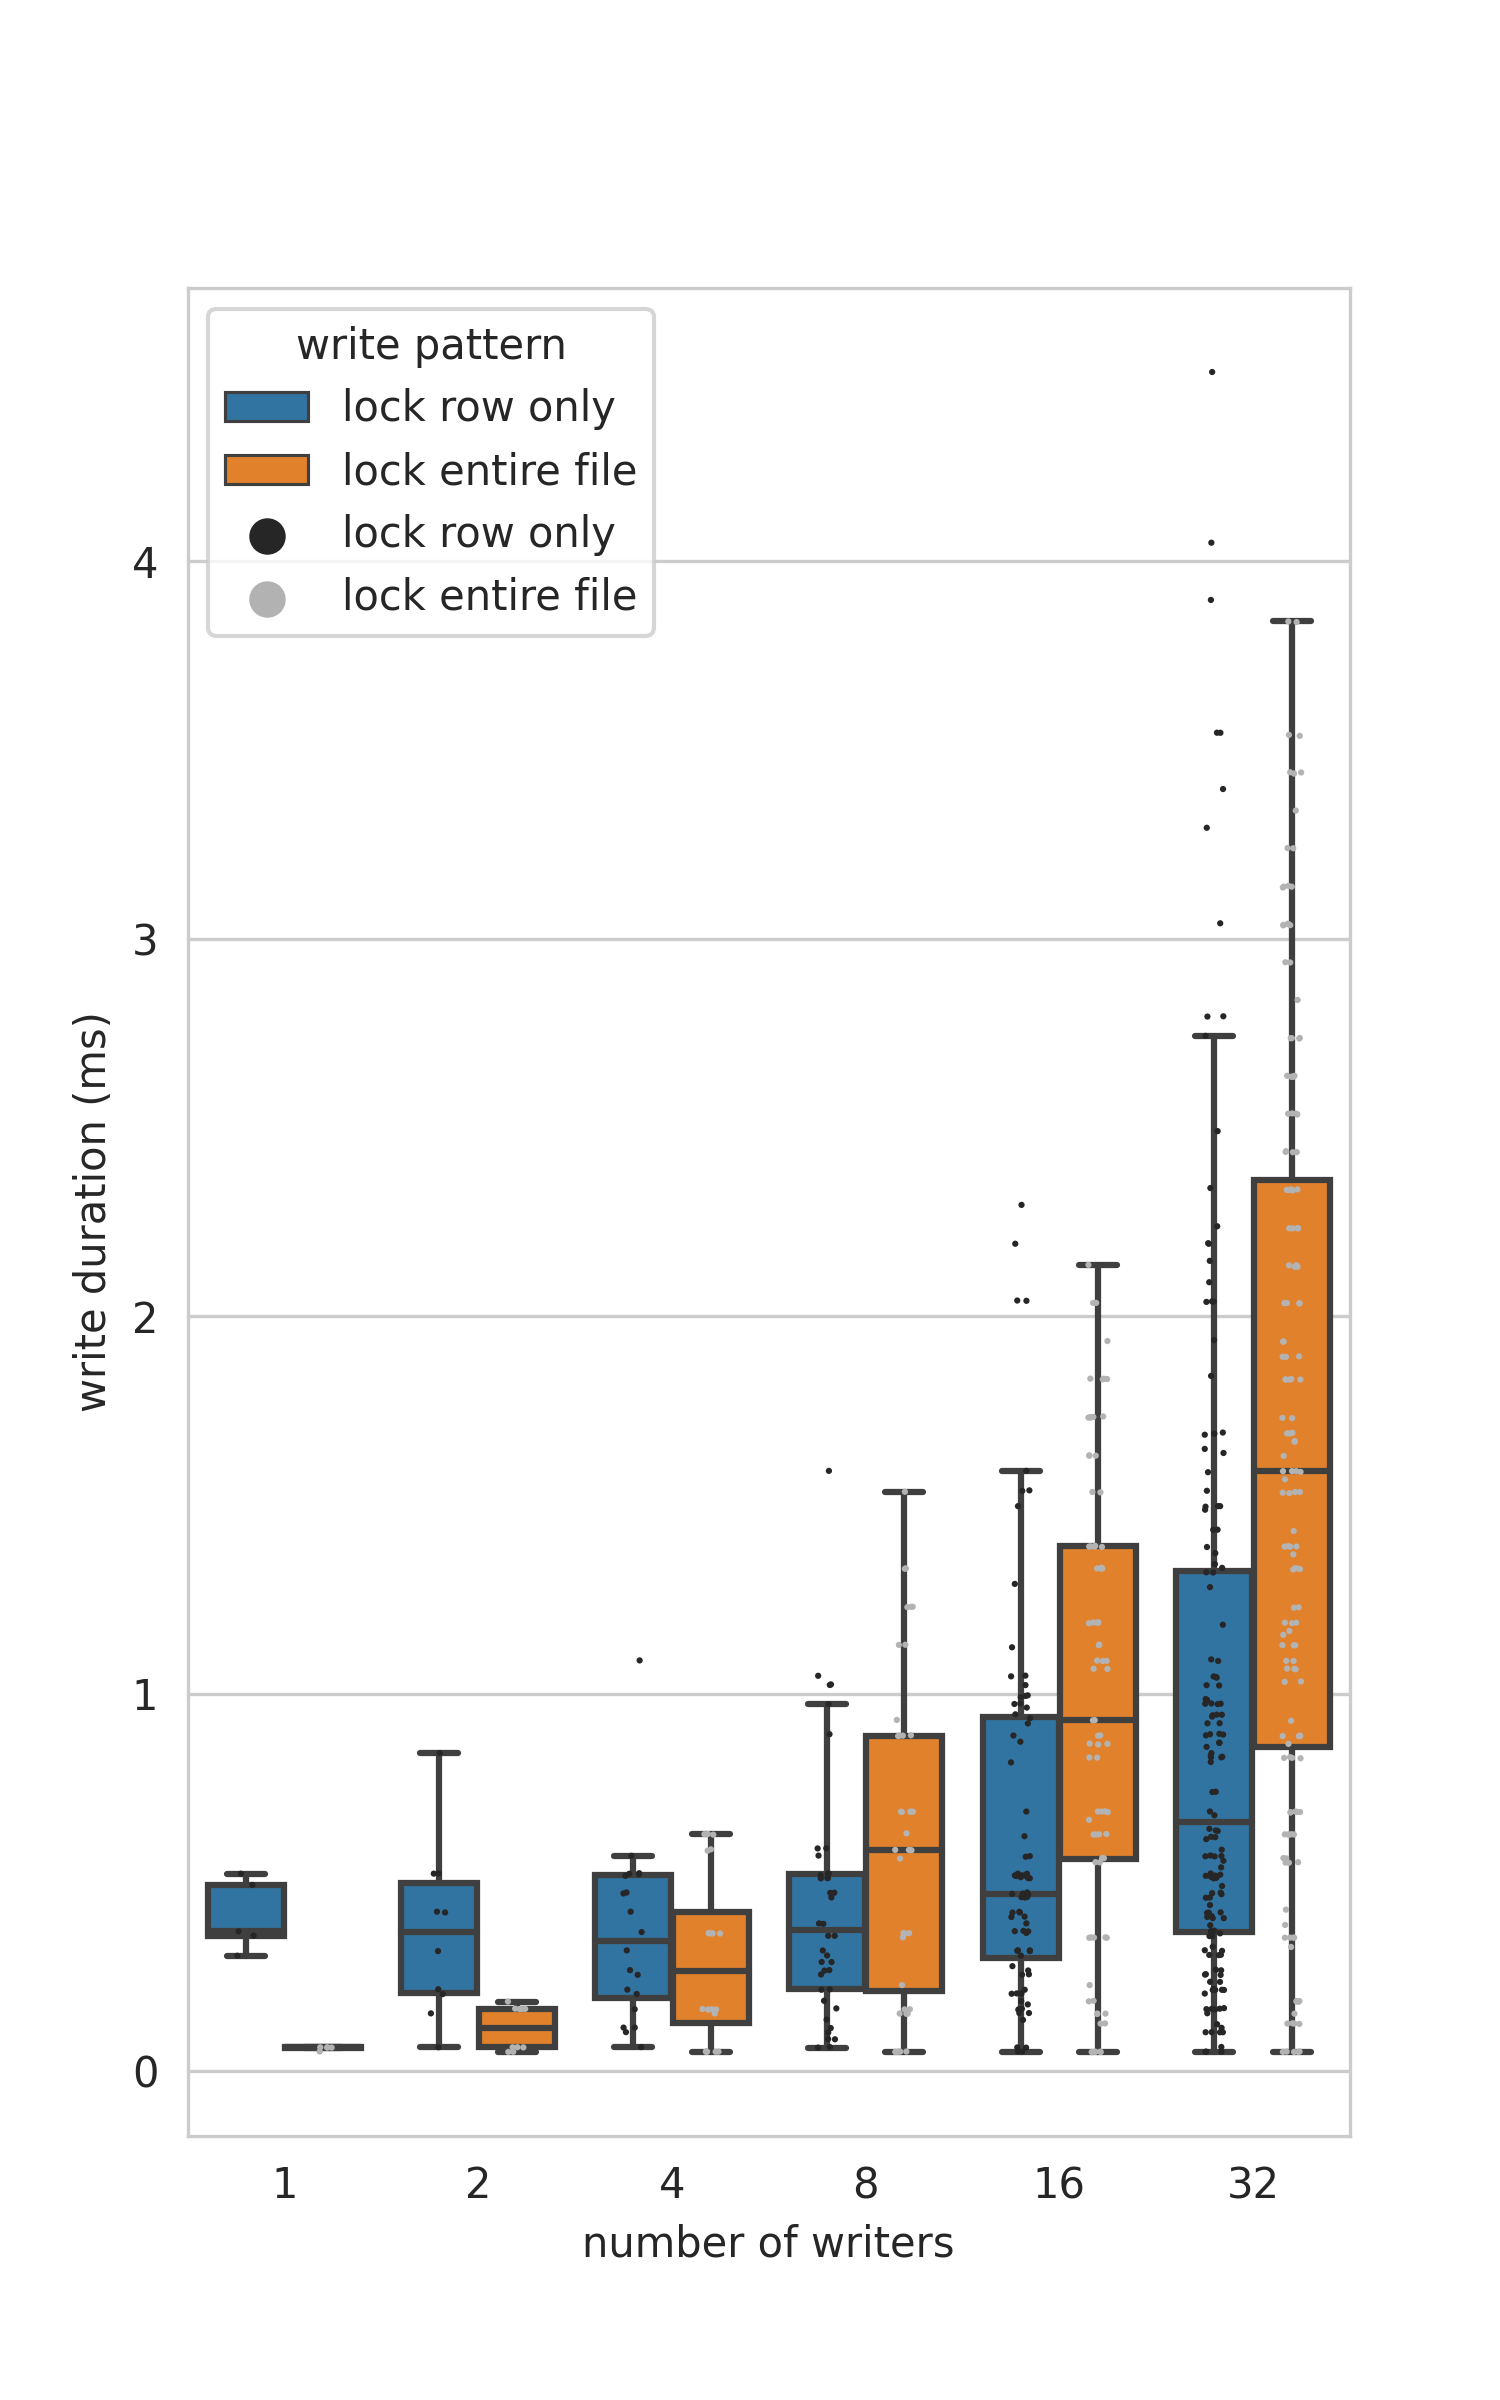 write pattern
lock row only
lock entire file
lock row only
lock entire file
4
3
2
1
0
write duration (ms)
1 2 4 8 16 32
number of writers